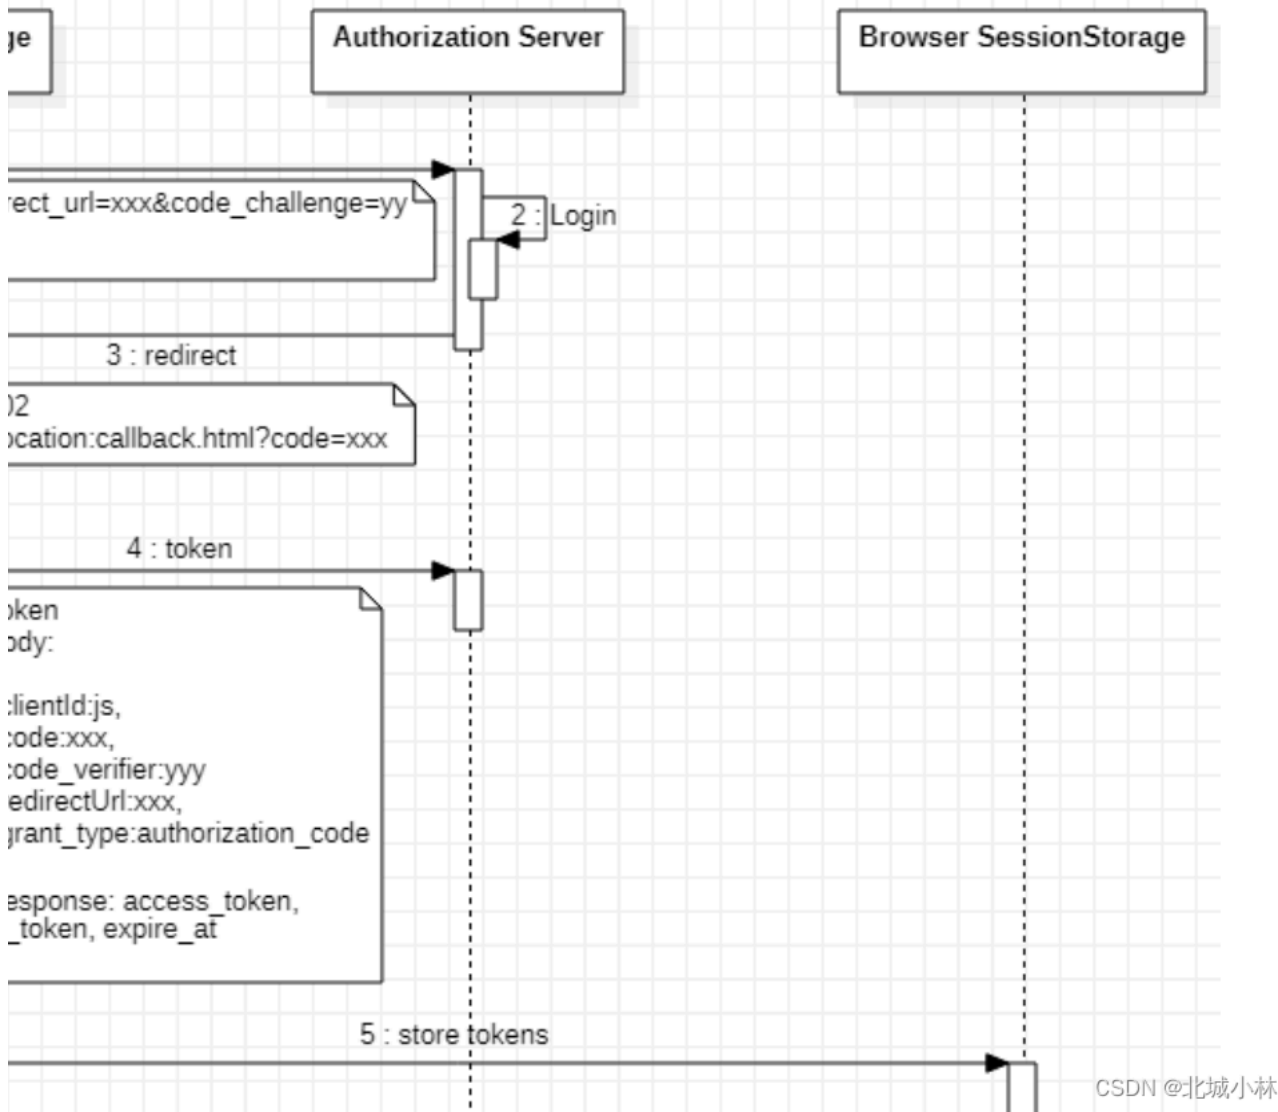 ge
Authorization Server
Browser SessionStorage
rect_url=xxx&code_challenge=yy
2 : Login
3 : redirect
02
ocation:callback.html?code=xxx
4 : token
oken
ody:
clientId:js,
code:xxx,
code_verifier:yyy
edirectUrl:xxx,
grant_type:authorization_code
esponse: access_token,
_token, expire_at
5 : store tokens
CSDN @北城小林